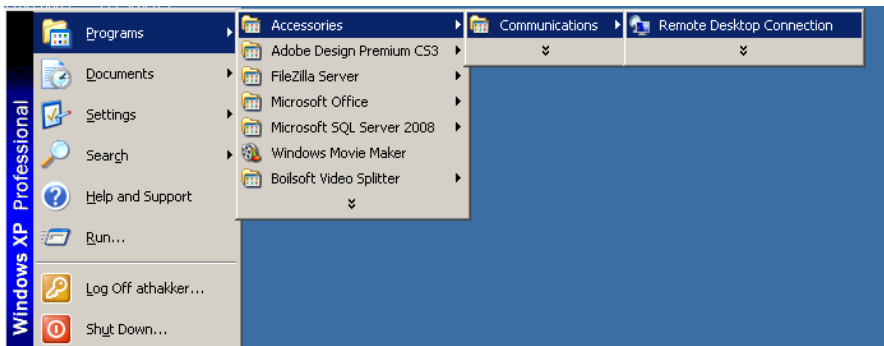 Programs
Documents
Settings
Search
Help and Support
Run...
Log Off athakker...
Shut Down...
Windows XP Professional
Accessories
Adobe Design Premium CS3
FileZilla Server
Microsoft Office
Microsoft SQL Server 2008
Windows Movie Maker
Boilsoft Video Splitter
Communications
Remote Desktop Connection